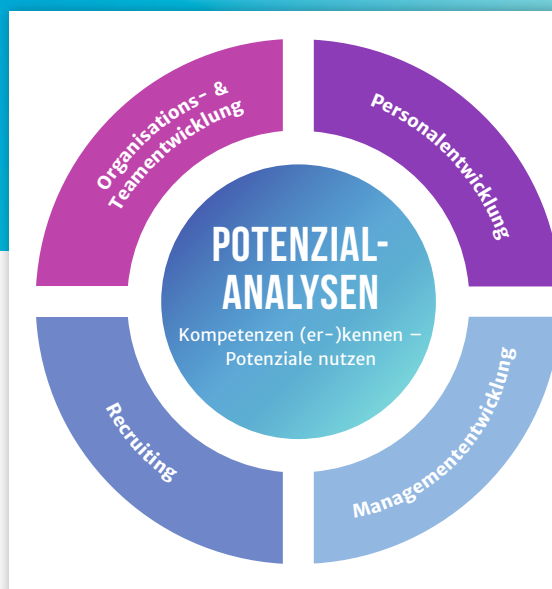 Organisations- &
Teamentwicklung
Personalentwicklung
POTENZIAL-
ANALYSEN
Kompetenzen (er-)kennen –
Potenziale nutzen
Recruiting
Managemententwicklung